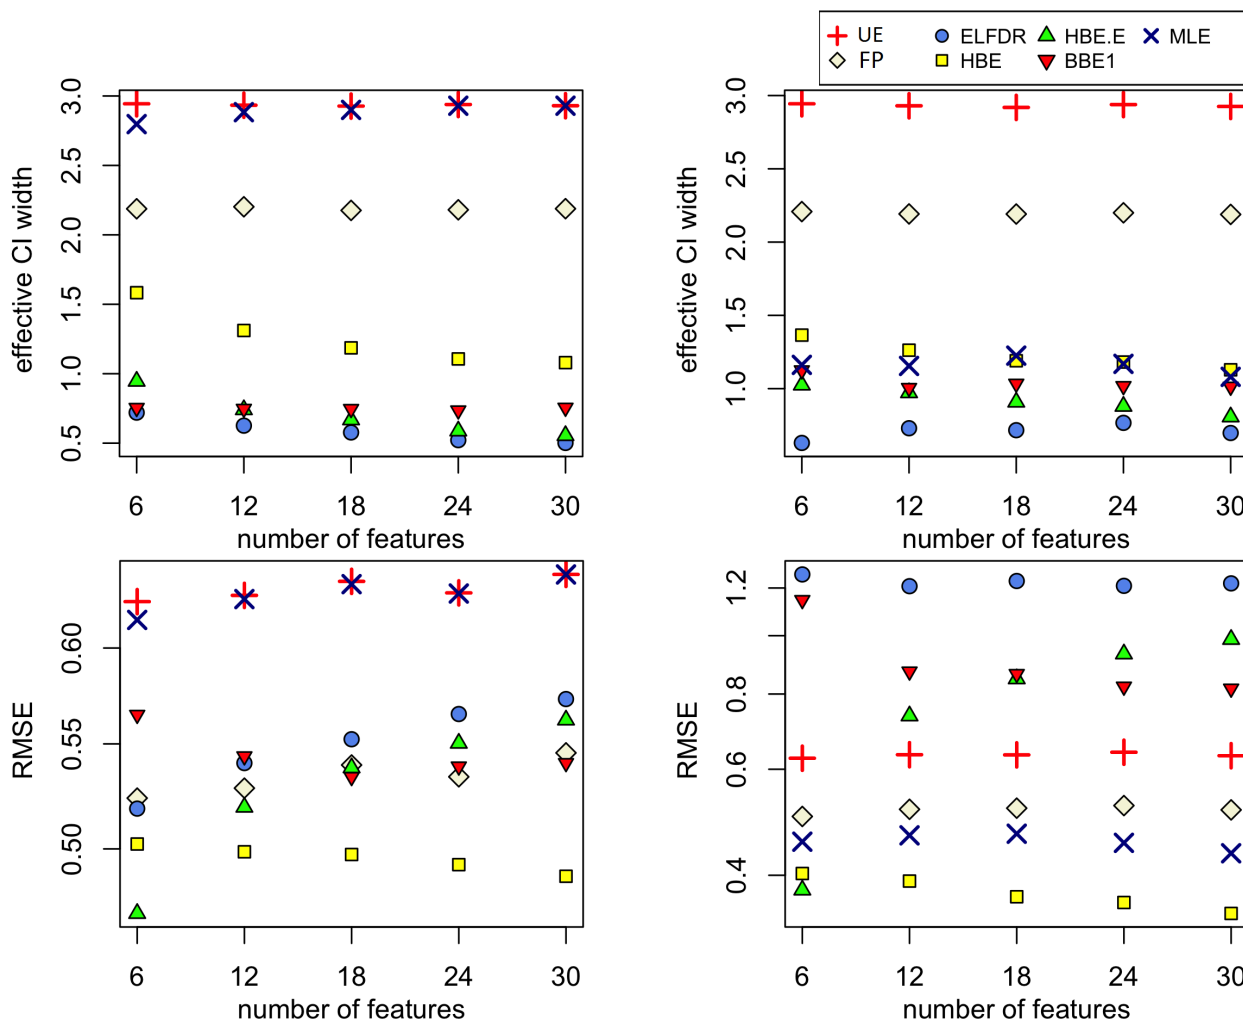 UE ELFDR HBE.E MLE
FP HBE BBE1
effective CI width
3.0
2.5
2.0
1.5
1.0
0.5
6 12 18 24 30
number of features
effective CI width
3.0
2.5
2.0
1.5
1.0
6 12 18 24 30
number of features
RMSE
0.60
0.55
0.50
6 12 18 24 30
number of features
RMSE
1.2
0.8
0.6
0.4
6 12 18 24 30
number of features